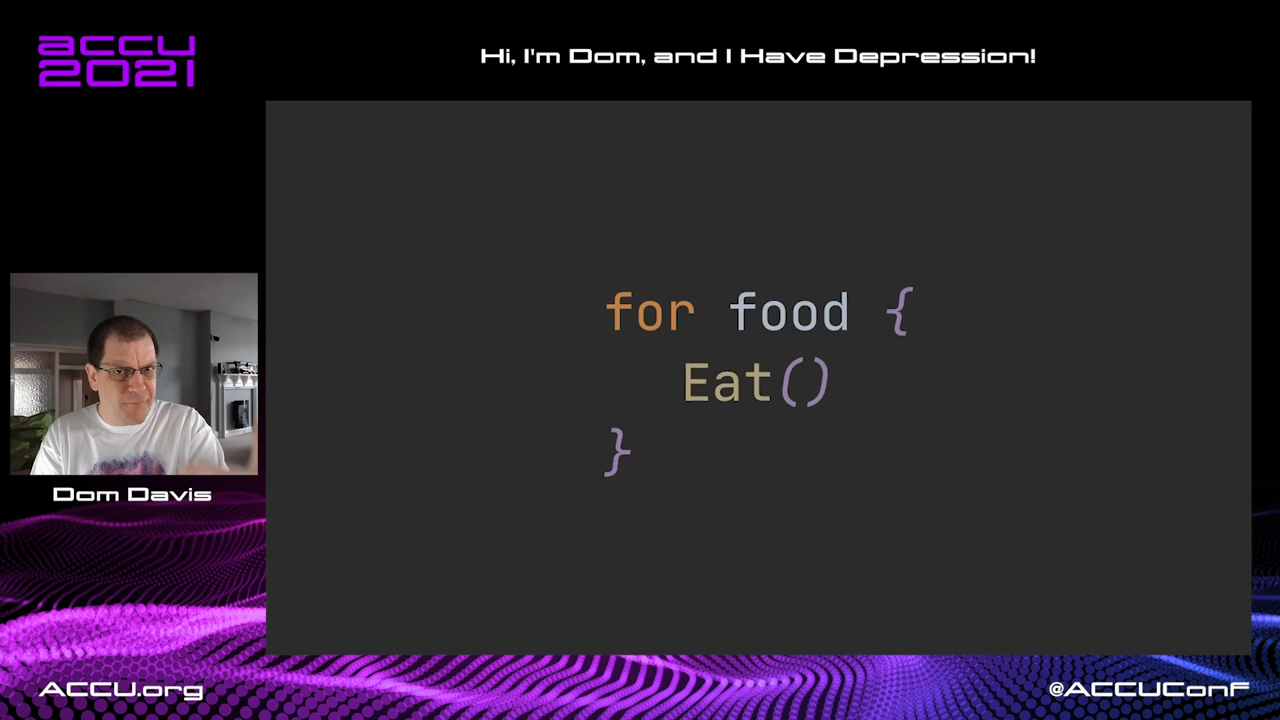 accu
2021
Hi, I'm Dom, and I Have Depression!
for food {
Eat()
}
Dom Davis
ACCU.org
@ACCUConf